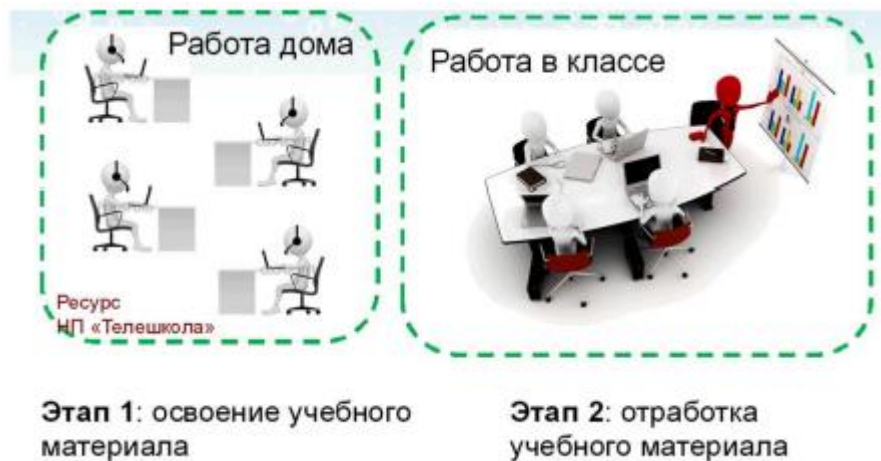 Работа дома
Работа в классе
Ресурс
НП «Телешкола»
Этап 1: освоение учебного
материала
Этап 2: отработка
учебного материала